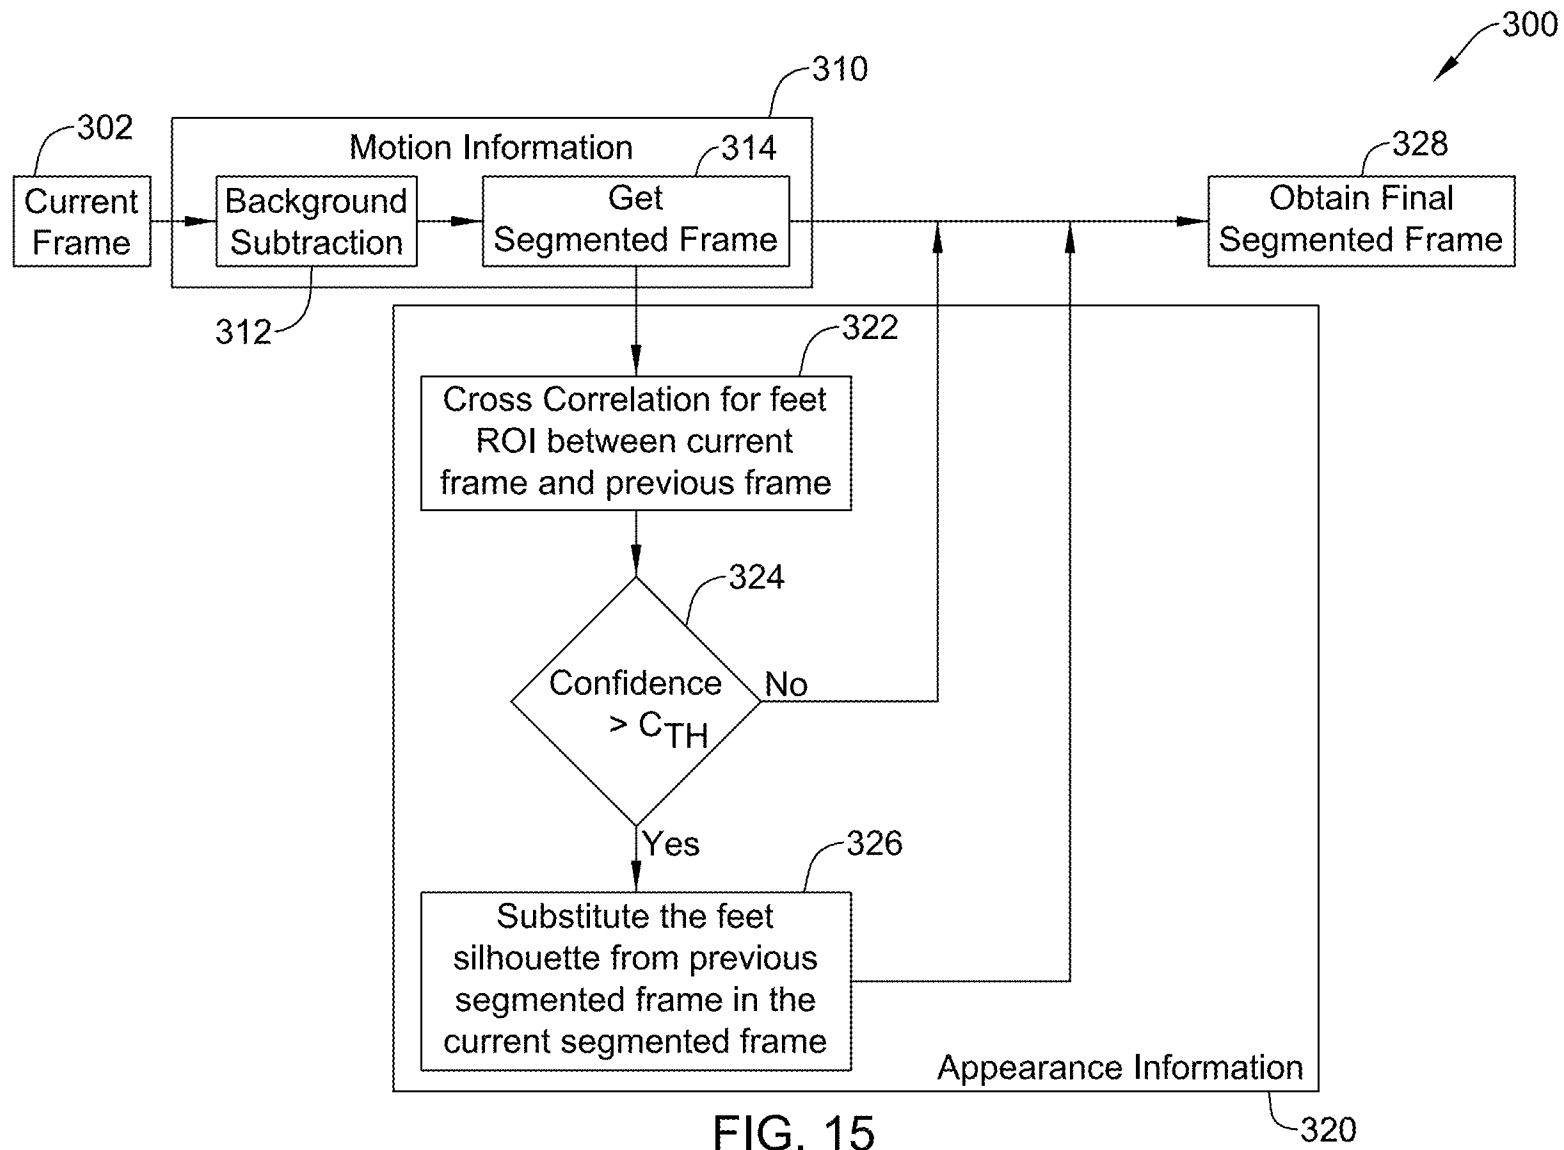 300
310
302
Motion Information
314
328
Current
Frame
Background
Subtraction
Get
Segmented Frame
Obtain Final
Segmented Frame
312
322
Cross Correlation for feet
ROI between current
frame and previous frame
324
Confidence
> CTH
No
Yes
326
Substitute the feet
silhouette from previous
segmented frame in the
current segmented frame
Appearance Information
320
FIG. 15